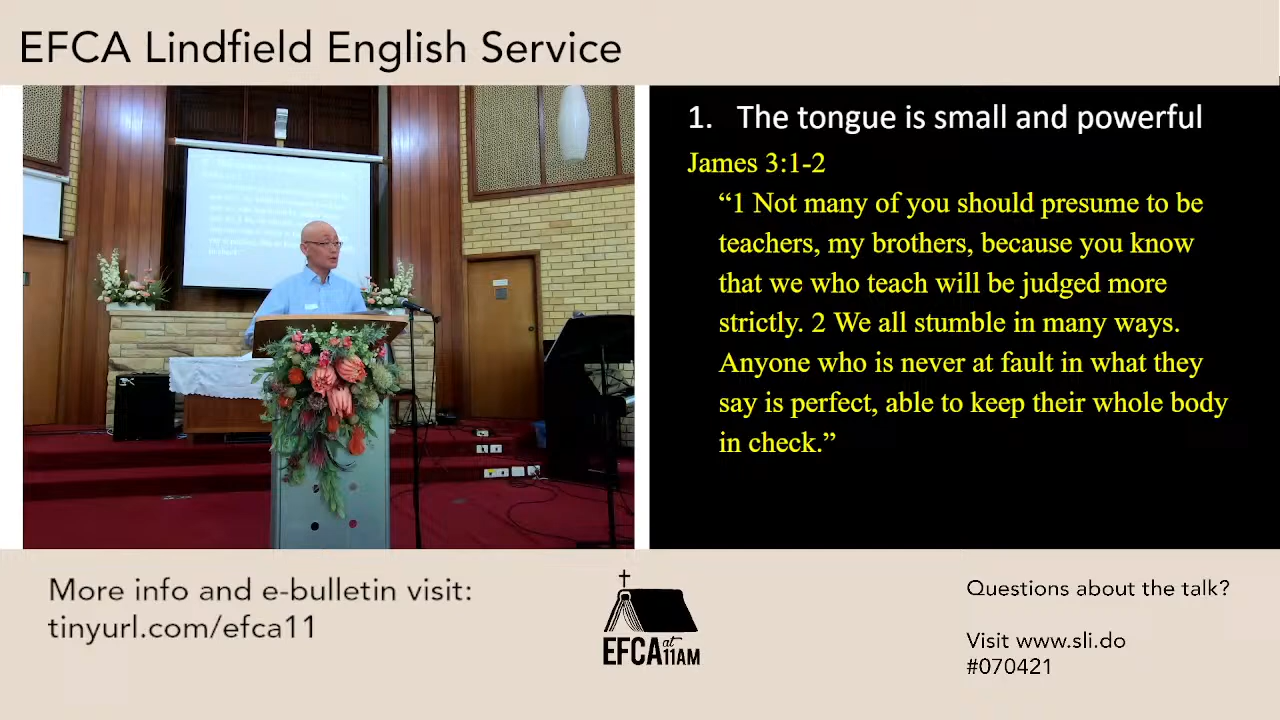 EFCA Lindfield English Service
1. The tongue is small and powerful
James 3:1-2
“1 Not many of you should presume to be
teachers, my brothers, because you know
that we who teach will be judged more
strictly. 2 We all stumble in many ways.
Anyone who is never at fault in what they
say is perfect, able to keep their whole body
in check.”
More info and e-bulletin visit:
tinyurl.com/efca11
EFCA at
11AM
Questions about the talk?
Visit www.sli.do
#070421